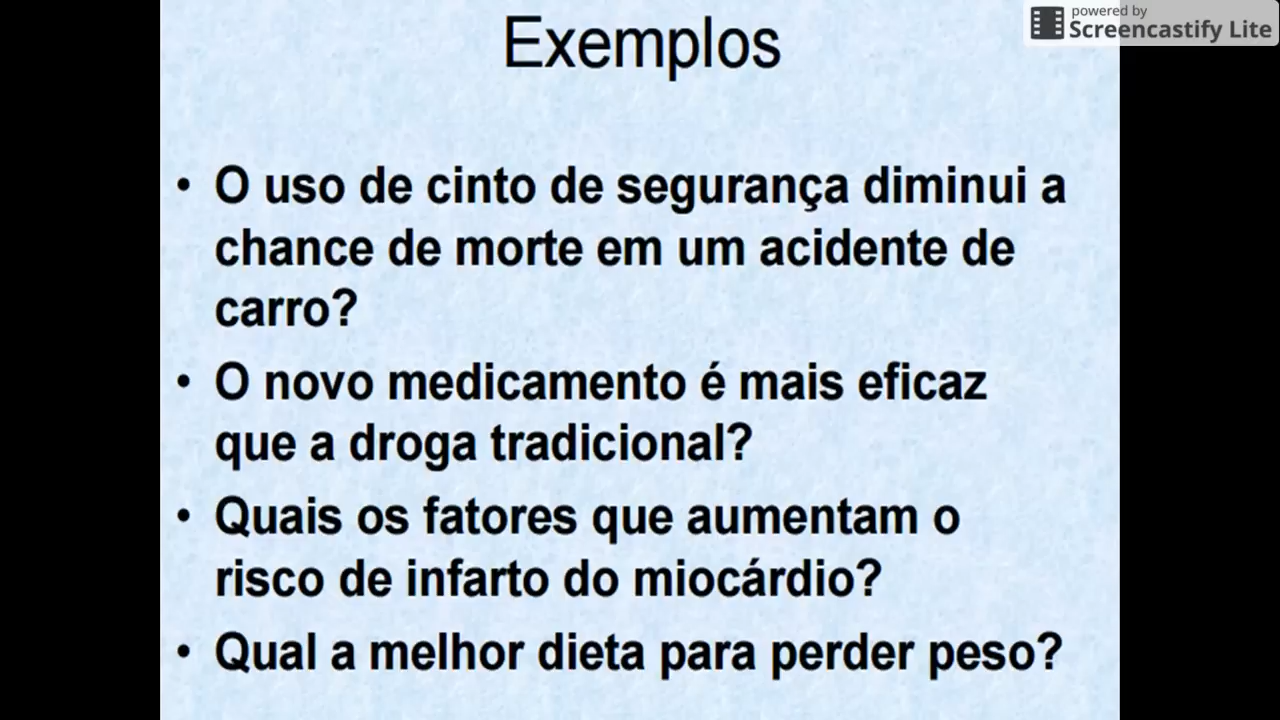 Exemplos
powered by
Screencastify Lite
• O uso de cinto de segurança diminui a
chance de morte em um acidente de
carro?
• O novo medicamento é mais eficaz
que a droga tradicional?
• Quais os fatores que aumentam o
risco de infarto do miocárdio?
• Qual a melhor dieta para perder peso?